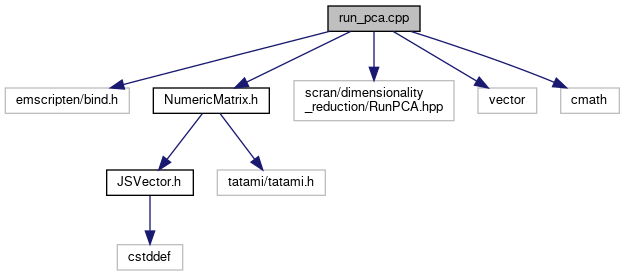 run_pca.cpp
emscripten/bind.h
NumericMatrix.h
scran/dimensionality
_reduction/RunPCA.hpp
vector
cmath
JSVector.h
tatami/tatami.h
cstddef